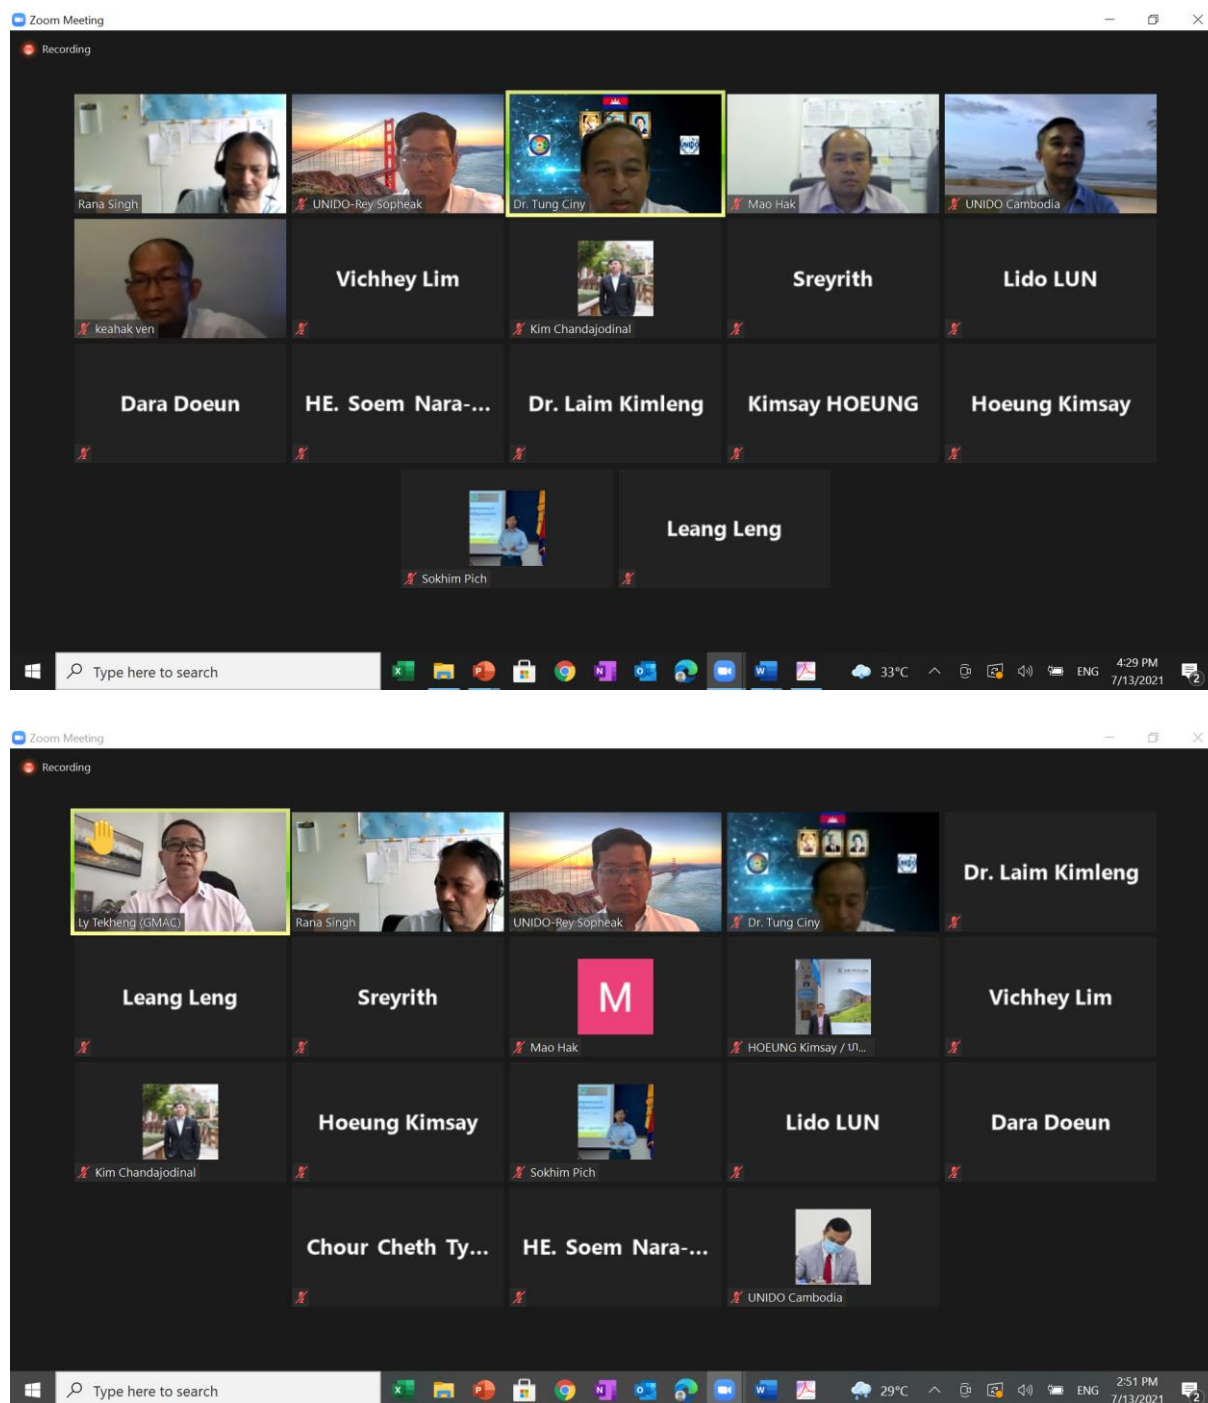 Zoom Meeting
Recording
Rana Singh
UNIDO-Rey Sopheak
Dr. Tung Ciny
UNIDO
Mao Hak
UNIDO Cambodia
keahak ven
Vichhey Lim
Kim Chandajodinal
Sreyrith
Lido LUN
Dara Doeun
HE. Soem Nara-...
Dr. Laim Kimleng
Kimsay HOEUNG
Hoeung Kimsay
Sokhim Pich
Leang Leng
Type here to search
33°C
ENG
4:29 PM
7/13/2021
2
Zoom Meeting
Recording
Ly Tekheng (GMAC)
Rana Singh
UNIDO-Rey Sopheak
Dr. Tung Ciny
UNIDO
Dr. Laim Kimleng
Leang Leng
Sreyrith
M
Mao Hak
HOEUNG Kimsay / ហ...
Vichhey Lim
Kim Chandajodinal
Hoeung Kimsay
Sokhim Pich
Lido LUN
Dara Doeun
Chour Cheth Ty...
HE. Soem Nara-...
UNIDO Cambodia
Type here to search
29°C
ENG
2:51 PM
7/13/2021
2